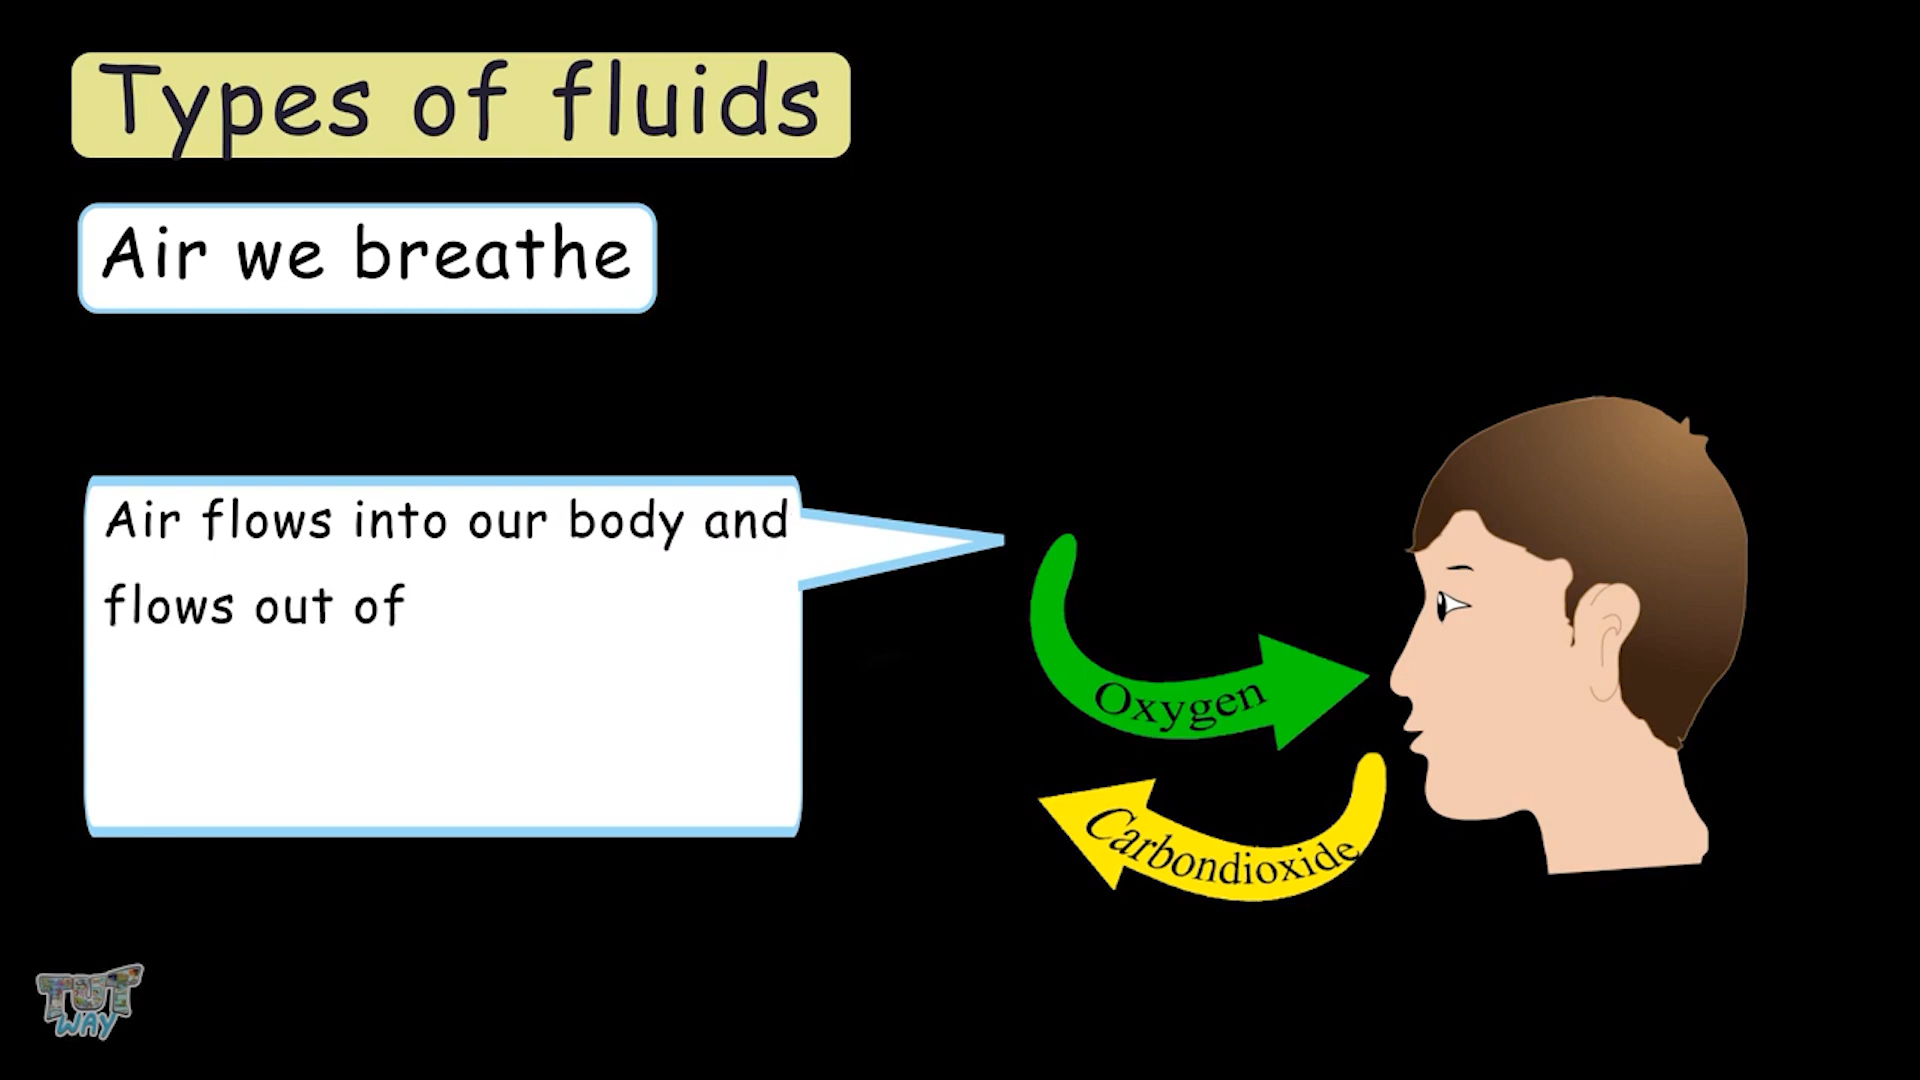 Types of fluids
Air we breathe
Air flows into our body and
flows out of
Oxygen
Carbondioxide
TUT
WAY